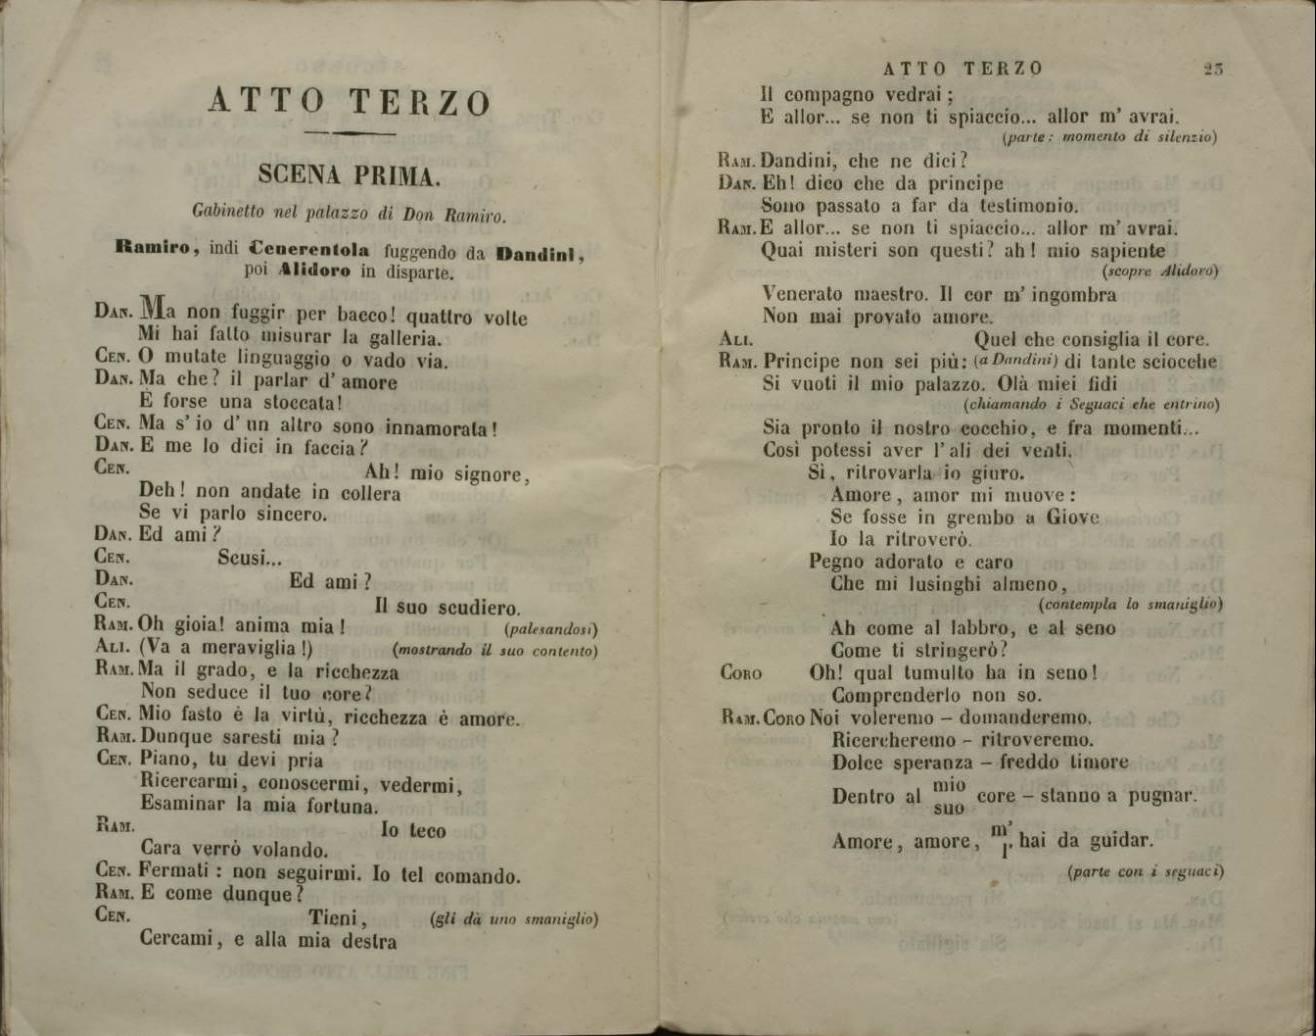 ATTO TERZO
SCENA PRIMA.
Gabinetto nel palazzo di Don Ramiro.
Ramiro, indi Cenerentola fuggendo da Dandini,
poi Alidoro in disparte.
DAN. Ma non fuggir per bacco! quattro volte
Mi hai fatto misurar la galleria.
CEN. O mutate linguaggio o vado via.
DAN. Ma che? il parlar d' amore
È forse una stoccata!
CEN. Ma s' io d' un altro sono innamorata!
DAN. E me lo dici in faccia?
CEN. Ah! mio signore,
Deh! non andate in collera
Se vi parlo sincero.
DAN. Ed ami?
CEN. Scusi...
DAN. Ed ami?
CEN. Il suo scudiero.
RAM. Oh gioia! anima mia! (palesandosi)
ALI. (Va a meraviglia!) (mostrando il suo contento)
RAM. Ma il grado, e la ricchezza
Non seduce il tuo core?
CEN. Mio fasto è la virtù, ricchezza è amore.
RAM. Dunque saresti mia?
CEN. Piano, tu devi pria
Ricercarmi, conoscermi, vedermi,
Esaminar la mia fortuna.
RAM. Io teco
Cara verrò volando.
CEN. Fermati: non seguirmi. Io tel comando.
RAM. E come dunque?
CEN. Tieni, (gli dà uno smaniglio)
Cercami, e alla mia destra
ATTO TERZO 23
Il compagno vedrai;
E allor... se non ti spiaccio... allor m' avrai.
(parte: momento di silenzio)
RAM. Dandini, che ne dici?
DAN. Eh! dico che da principe
Sono passato a far da testimonio.
RAM. E allor... se non ti spiaccio... allor m' avrai.
Quai misteri son questi? ah! mio sapiente
(scopre Alidoro)
Venerato maestro. Il cor m' ingombra
Non mai provato amore.
ALI. Quel che consiglia il core.
RAM. Principe non sei più: (a Dandini) di tante sciocche
Si vuoti il mio palazzo. Olà miei fidi
(chiamando i Seguaci che entrino)
Sia pronto il nostro cocchio, e fra momenti...
Così potessi aver l' ali dei venti.
Sì, ritrovarla io giuro.
Amore, amor mi muove:
Se fosse in grembo a Giove
Io la ritroverò.
Pegno adorato e caro
Che mi lusinghi almeno,
(contempla lo smaniglio)
Ah come al labbro, e al seno
Come ti stringerò?
CORO Oh! qual tumulto ha in seno!
Comprenderlo non so.
RAM. CORO Noi voleremo – domanderemo,
Ricercheremo – ritroveremo.
Dolce speranza – freddo timore
Dentro al mio
suo core – stanno a pugnar.
Amore, amore, m'
l' hai da guidar.
(parte con i seguaci)